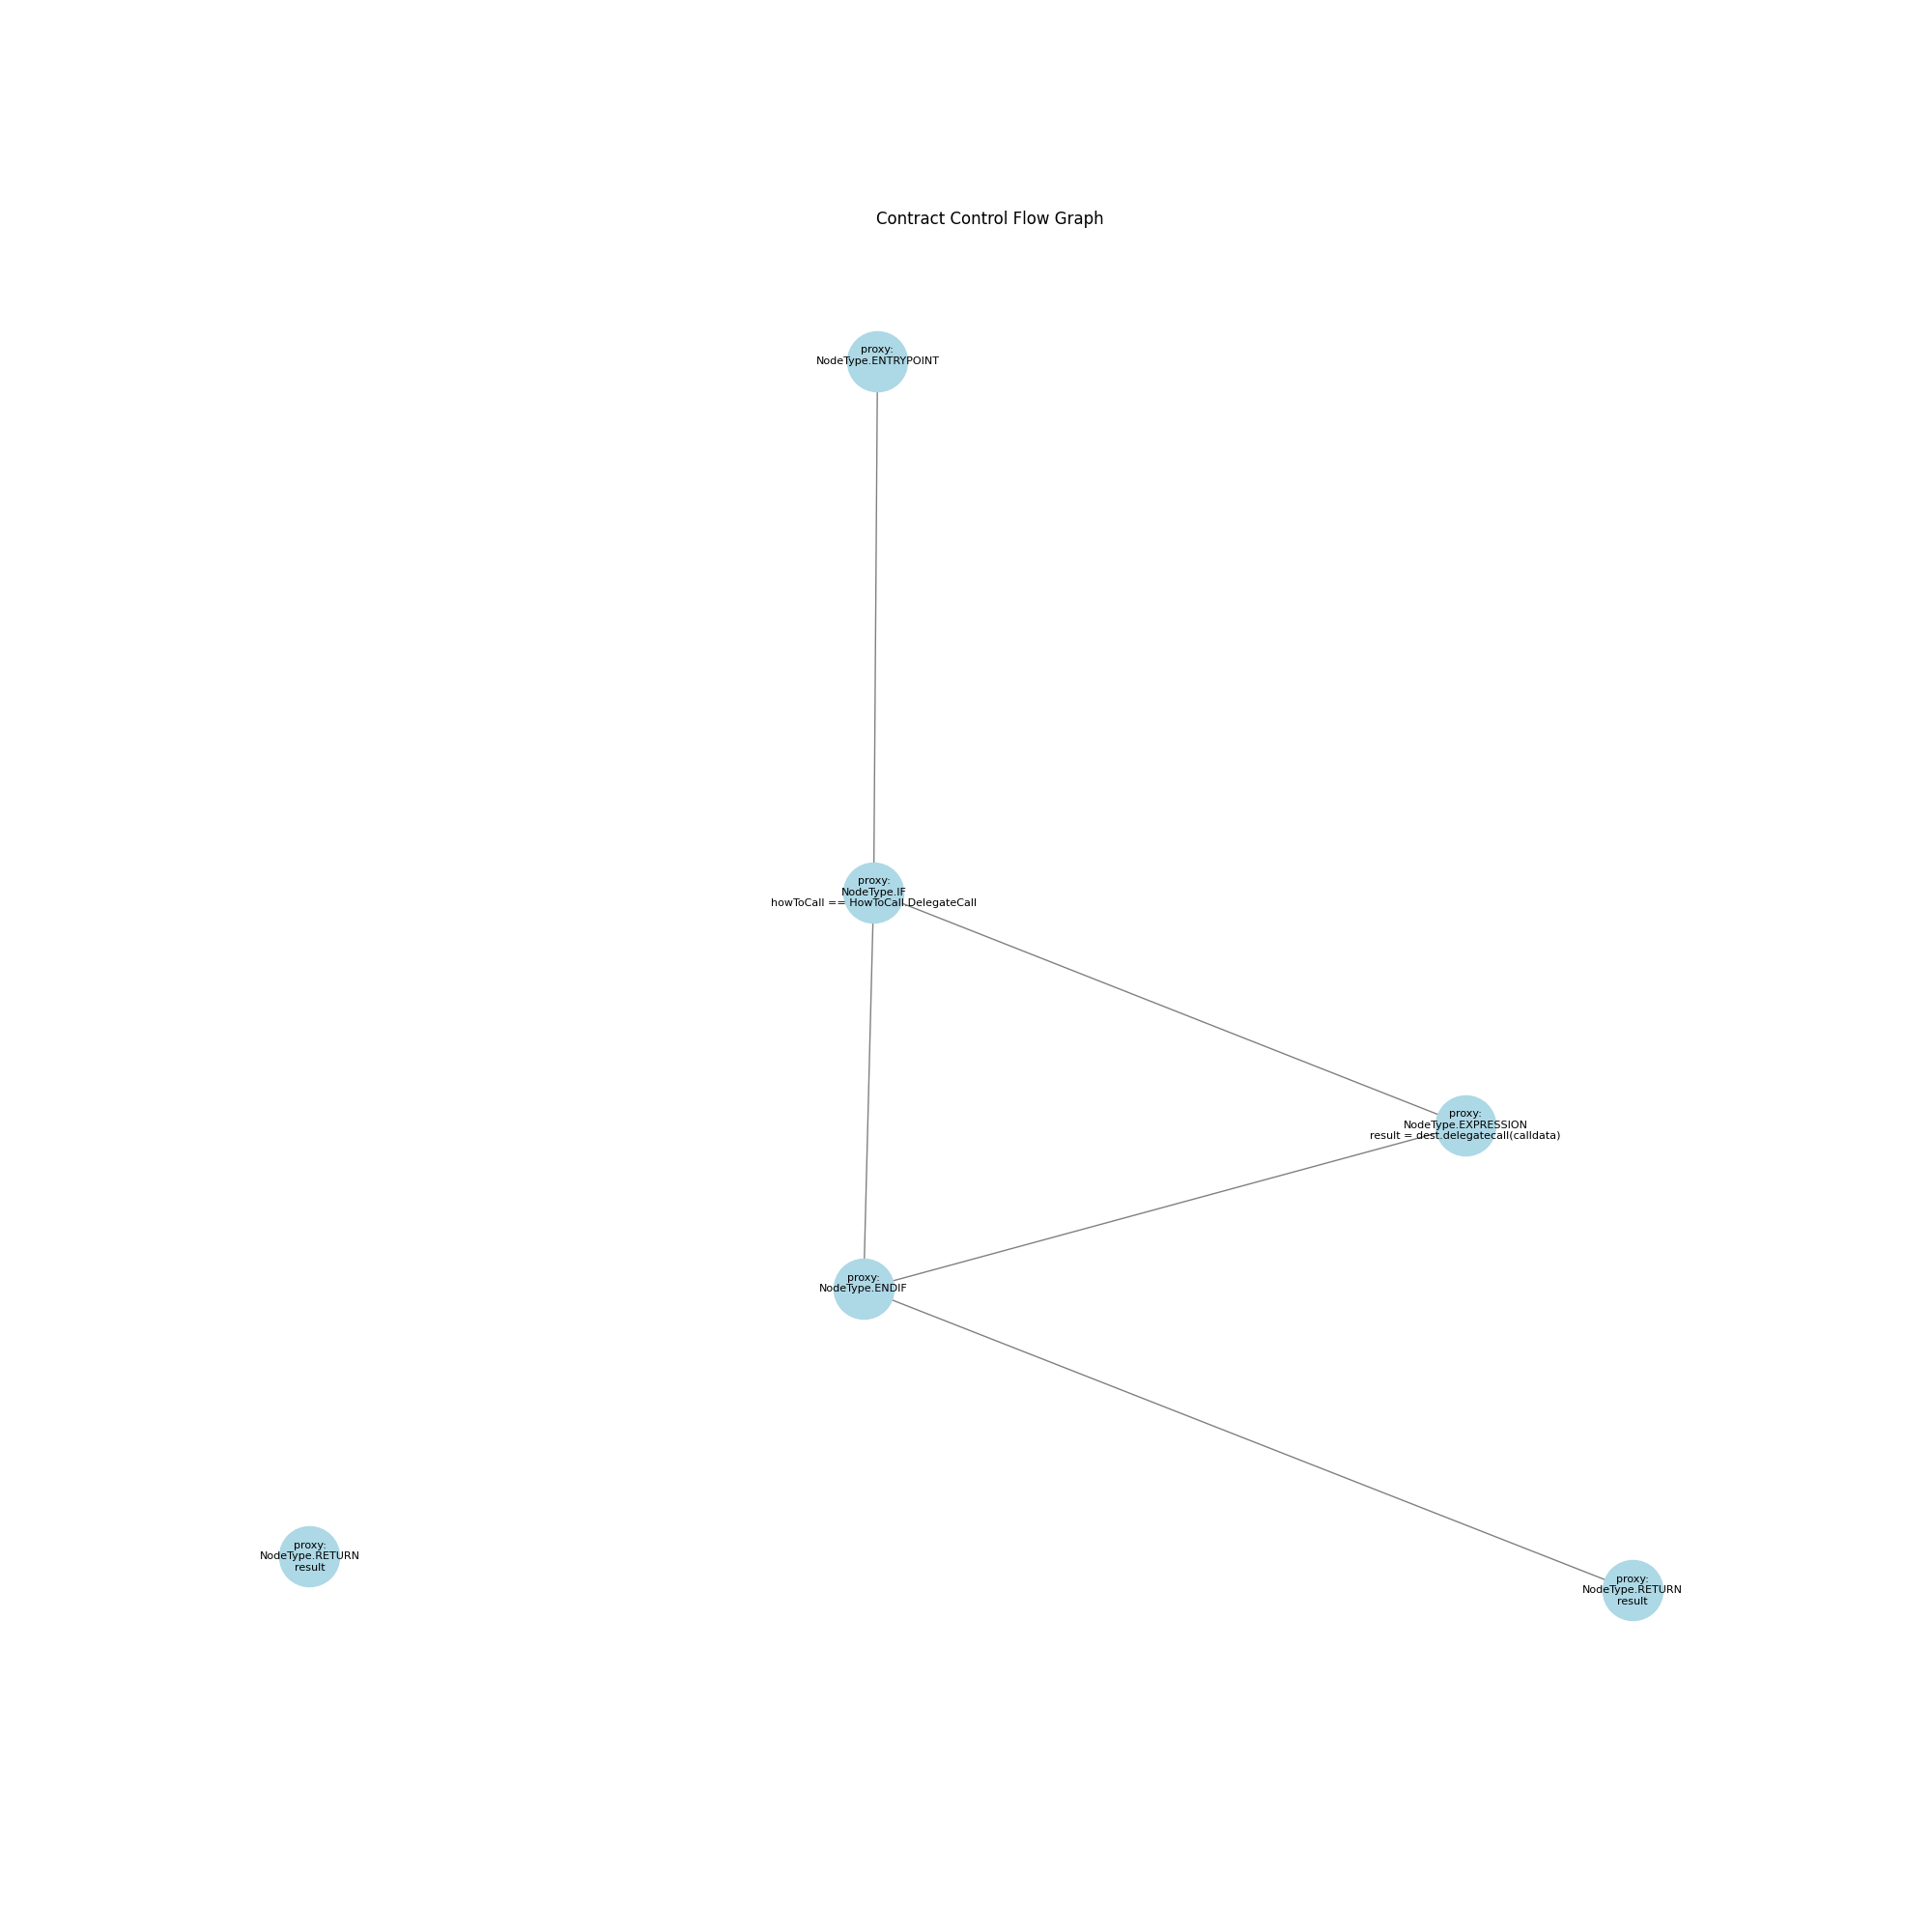 Contract Control Flow Graph
proxy:
NodeType.ENTRYPOINT
proxy:
NodeType.IF
howToCall == HowToCall.DelegateCall
proxy:
NodeType.EXPRESSION
result = dest.delegatecall(calldata)
proxy:
NodeType.ENDIF
proxy:
NodeType.RETURN
result
proxy:
NodeType.RETURN
result